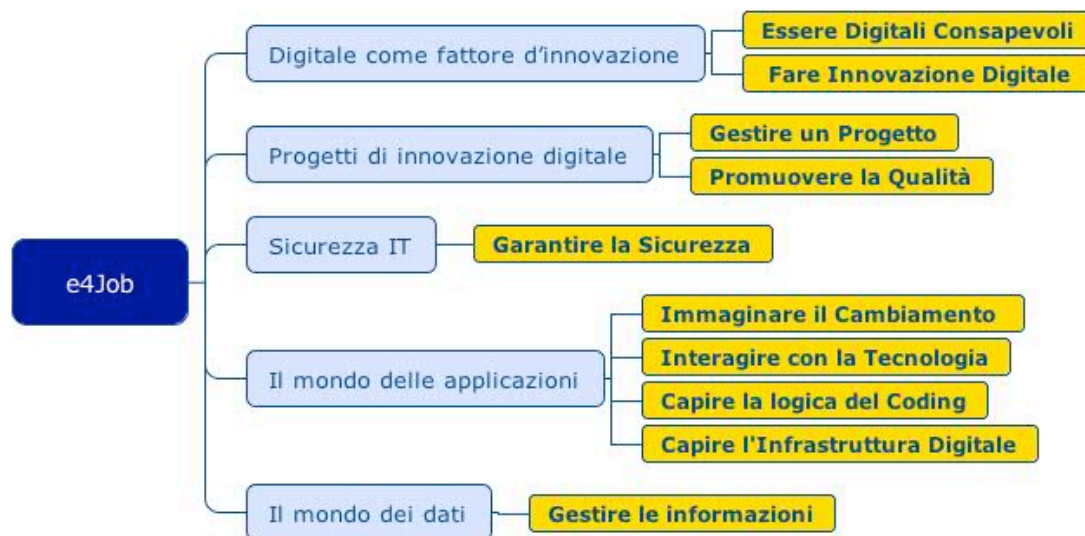 e4Job
Digitale come fattore d'innovazione
Essere Digitali Consapevoli
Fare Innovazione Digitale
Progetti di innovazione digitale
Gestire un Progetto
Promuovere la Qualità
Sicurezza IT
Garantire la Sicurezza
Il mondo delle applicazioni
Immaginare il Cambiamento
Interagire con la Tecnologia
Capire la logica del Coding
Capire l'Infrastruttura Digitale
Il mondo dei dati
Gestire le informazioni